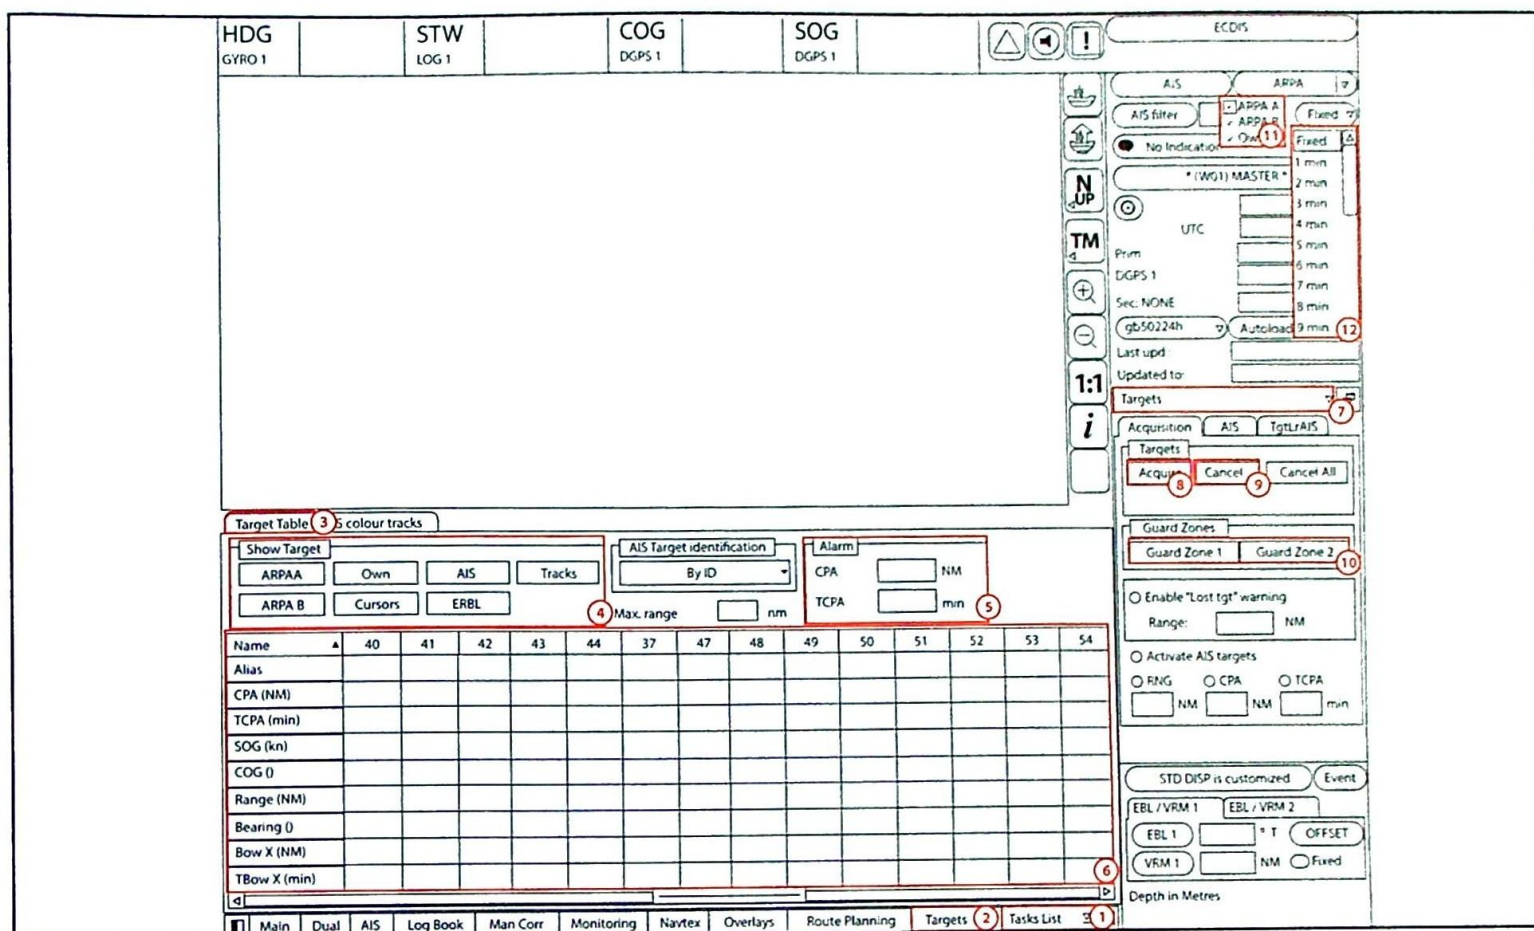 HDG STW COG SOG ECDIS
GYRO 1 LOG 1 DGPS 1 DGPS 1 !
AIS ARPA
AIS filter ARPA A Fixed
ARPA B
11
No Indication Fixed
1 min
* (W01) MASTER * 2 min
N UP 3 min
UTC 4 min
TM 5 min
Prim 6 min
DGPS 1 7 min
Sec: NONE 8 min
gb50224h Autoload 9 min 12
Last upd:
Updated to:
1:1
Targets 7
i
Acquisition AIS TgtLrAIS
Targets
Acquire 8 Cancel 9 Cancel All
Target Table 3 S colour tracks
Guard Zones
Guard Zone 1 Guard Zone 2 10
Show Target AIS Target identification Alarm
ARPAA Own AIS Tracks By ID CPA NM
ARPA B Cursors ERBL 4 Max. range nm TCPA min 5
Enable "Lost tgt" warning
Range: NM
Activate AIS targets
RNG CPA TCPA
NM NM min
Name 40 41 42 43 44 37 47 48 49 50 51 52 53 54
Alias
CPA (NM)
TCPA (min)
SOG (kn)
COG ()
Range (NM)
Bearing ()
Bow X (NM)
TBow X (min)
6
STD DISP is customized Event
EBL / VRM 1 EBL / VRM 2
EBL 1 ° T OFFSET
VRM 1 NM Fixed
Depth in Metres
Main Dual AIS Log Book Man Corr Monitoring Navtex Overlays Route Planning Targets 2 Tasks List 1